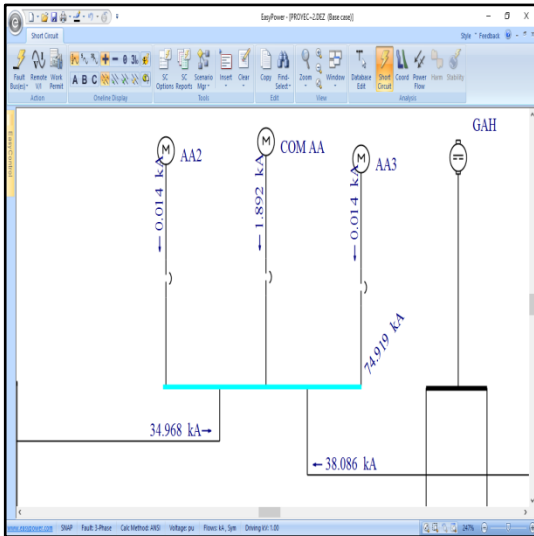 EasyPower - [PROYEC~2.DEZ (Base case)]
Short Circuit
Style
Feedback
Fault Bus(es)
Remote V/I
Work Permit
A B C
SC Options
SC Reports
Scenario Mgr
Insert
Clear
Copy
Find-Select
Zoom
Window
Database Edit
Short Circuit
Coord
Power Flow
Harm
Stability
Action
Oneline Display
Tools
Edit
View
Analysis
EasyControl
GAH
M
AA2
M
COM AA
M
AA3
←0.014 kA
←1.892 kA
←0.014 kA
74.919 kA
34.968 kA→
←38.086 kA
www.easypower.com
SNAP
Fault: 3-Phase
Calc Method: ANSI
Voltage: pu
Flows: kA , Sym
Driving kV: 1.00
247%